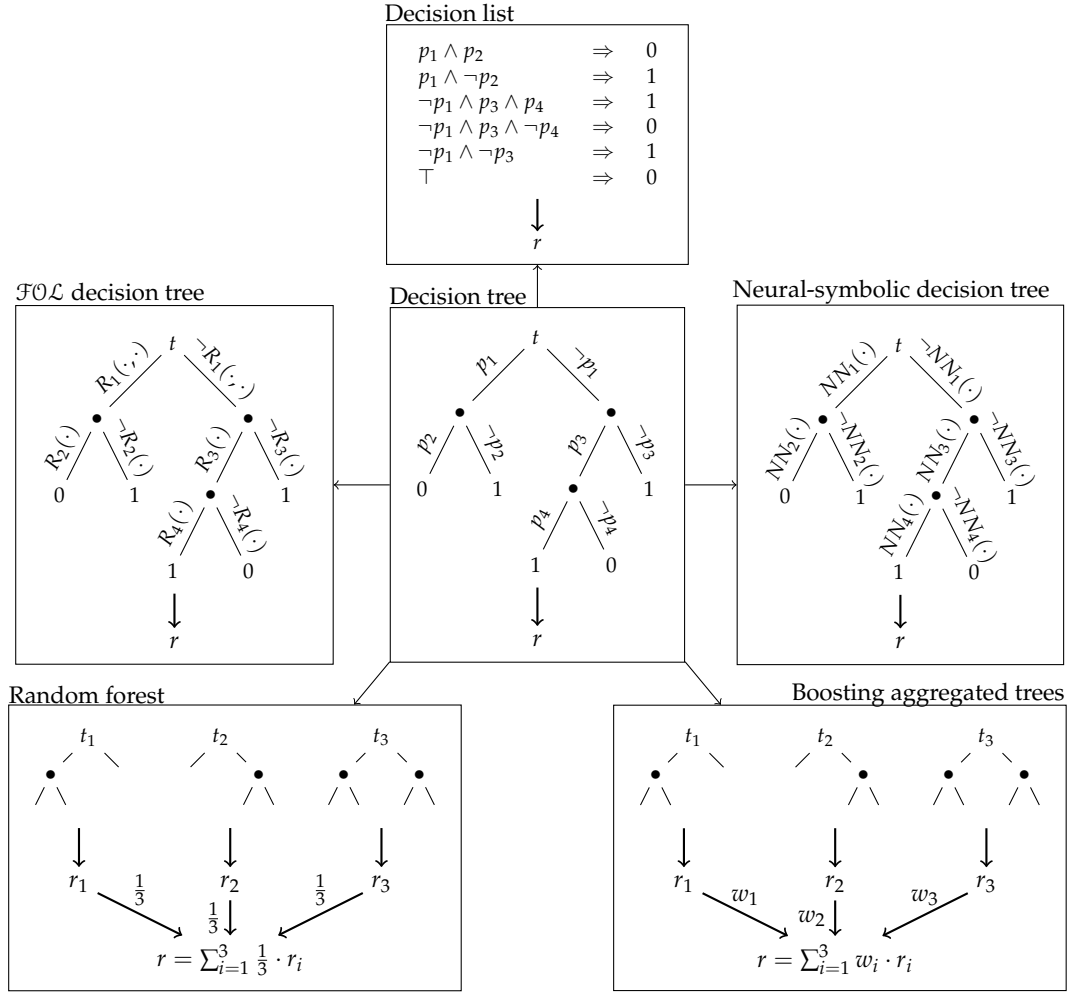 Decision list
p₁ ∧ p₂ ⇒ 0
p₁ ∧ ¬p₂ ⇒ 1
¬p₁ ∧ p₃ ∧ p₄ ⇒ 1
¬p₁ ∧ p₃ ∧ ¬p₄ ⇒ 0
¬p₁ ∧ ¬p₃ ⇒ 1
⊤ ⇒ 0
r
ℱ𝒪ℒ decision tree
t
R₁(·,·) ¬R₁(·,·)
R₂(·) ¬R₂(·) R₃(·) ¬R₃(·)
0 1 1
R₄(·) ¬R₄(·)
1 0
r
Decision tree
t
p₁ ¬p₁
p₂ ¬p₂ p₃ ¬p₃
0 1 1
p₄ ¬p₄
1 0
r
Neural-symbolic decision tree
t
NN₁(·) ¬NN₁(·)
NN₂(·) ¬NN₂(·) NN₃(·) ¬NN₃(·)
0 1 1
NN₄(·) ¬NN₄(·)
1 0
r
Random forest
t₁ t₂ t₃
r₁ r₂ r₃
1/3 1/3 1/3
r = ∑³ᵢ₌₁ 1/3 · rᵢ
Boosting aggregated trees
t₁ t₂ t₃
r₁ r₂ r₃
w₁ w₂ w₃
r = ∑³ᵢ₌₁ wᵢ · rᵢ